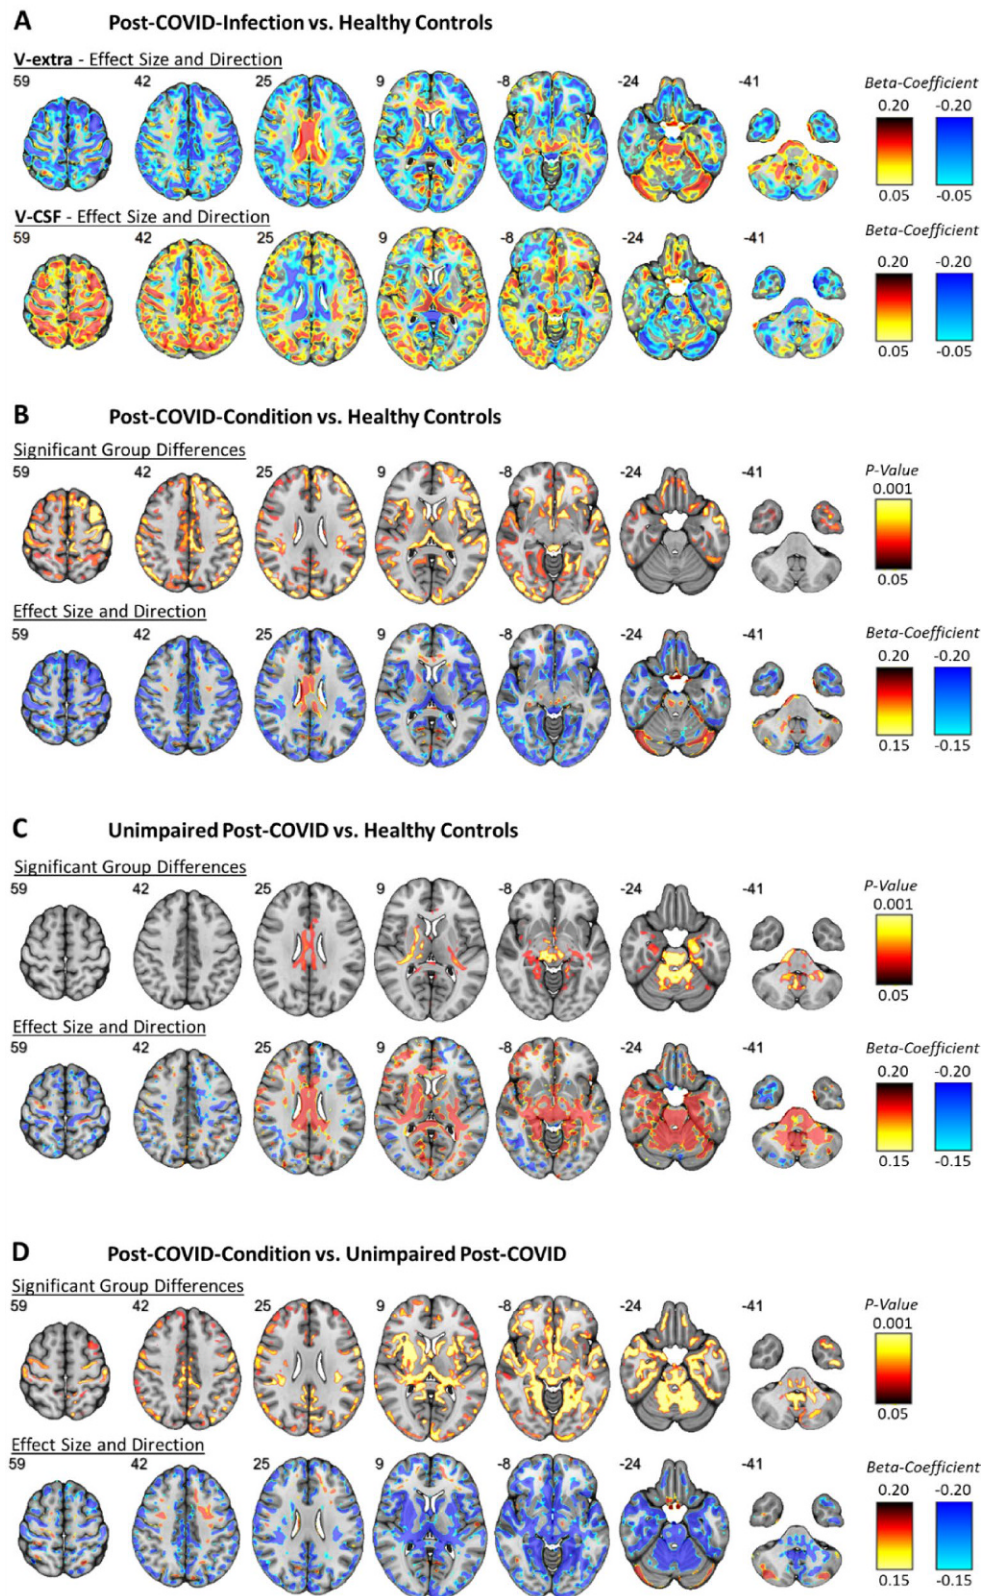 A Post-COVID-Infection vs. Healthy Controls
V-extra - Effect Size and Direction
59 42 25 9 -8 -24 -41
Beta-Coefficient
0.20 -0.20
0.05 -0.05
V-CSF - Effect Size and Direction
59 42 25 9 -8 -24 -41
Beta-Coefficient
0.20 -0.20
0.05 -0.05
B Post-COVID-Condition vs. Healthy Controls
Significant Group Differences
59 42 25 9 -8 -24 -41
P-Value
0.001
0.05
Effect Size and Direction
59 42 25 9 -8 -24 -41
Beta-Coefficient
0.20 -0.20
0.15 -0.15
C Unimpaired Post-COVID vs. Healthy Controls
Significant Group Differences
59 42 25 9 -8 -24 -41
P-Value
0.001
0.05
Effect Size and Direction
59 42 25 9 -8 -24 -41
Beta-Coefficient
0.20 -0.20
0.15 -0.15
D Post-COVID-Condition vs. Unimpaired Post-COVID
Significant Group Differences
59 42 25 9 -8 -24 -41
P-Value
0.001
0.05
Effect Size and Direction
59 42 25 9 -8 -24 -41
Beta-Coefficient
0.20 -0.20
0.15 -0.15